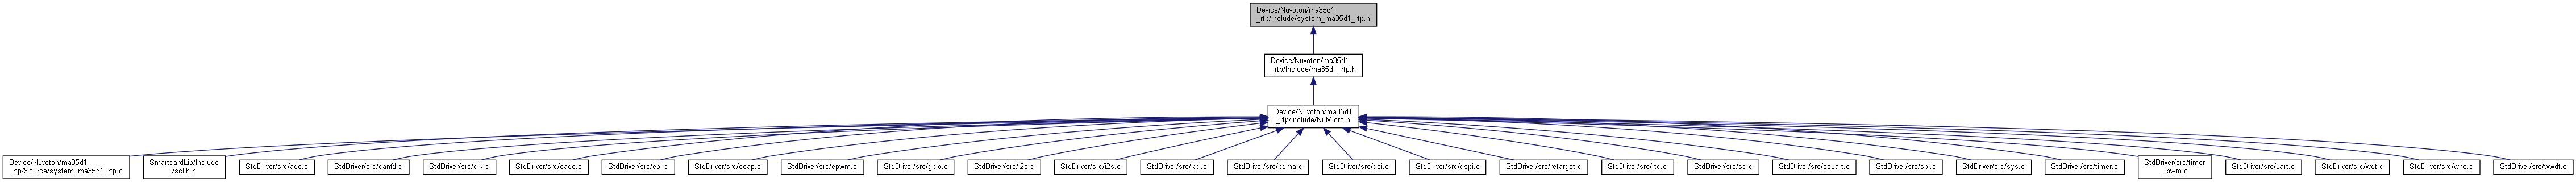 Device/Nuvoton/ma35d1
_rtp/Include/system_ma35d1_rtp.h
Device/Nuvoton/ma35d1
_rtp/Include/ma35d1_rtp.h
Device/Nuvoton/ma35d1
_rtp/Include/NuMicro.h
Device/Nuvoton/ma35d1
_rtp/Source/system_ma35d1_rtp.c
SmartcardLib/Include
/sclib.h
StdDriver/src/adc.c
StdDriver/src/canfd.c
StdDriver/src/clk.c
StdDriver/src/eadc.c
StdDriver/src/ebi.c
StdDriver/src/ecap.c
StdDriver/src/epwm.c
StdDriver/src/gpio.c
StdDriver/src/i2c.c
StdDriver/src/i2s.c
StdDriver/src/kpi.c
StdDriver/src/pdma.c
StdDriver/src/qei.c
StdDriver/src/qspi.c
StdDriver/src/retarget.c
StdDriver/src/rtc.c
StdDriver/src/sc.c
StdDriver/src/scuart.c
StdDriver/src/spi.c
StdDriver/src/sys.c
StdDriver/src/timer.c
StdDriver/src/timer
_pwm.c
StdDriver/src/uart.c
StdDriver/src/wdt.c
StdDriver/src/whc.c
StdDriver/src/wwdt.c